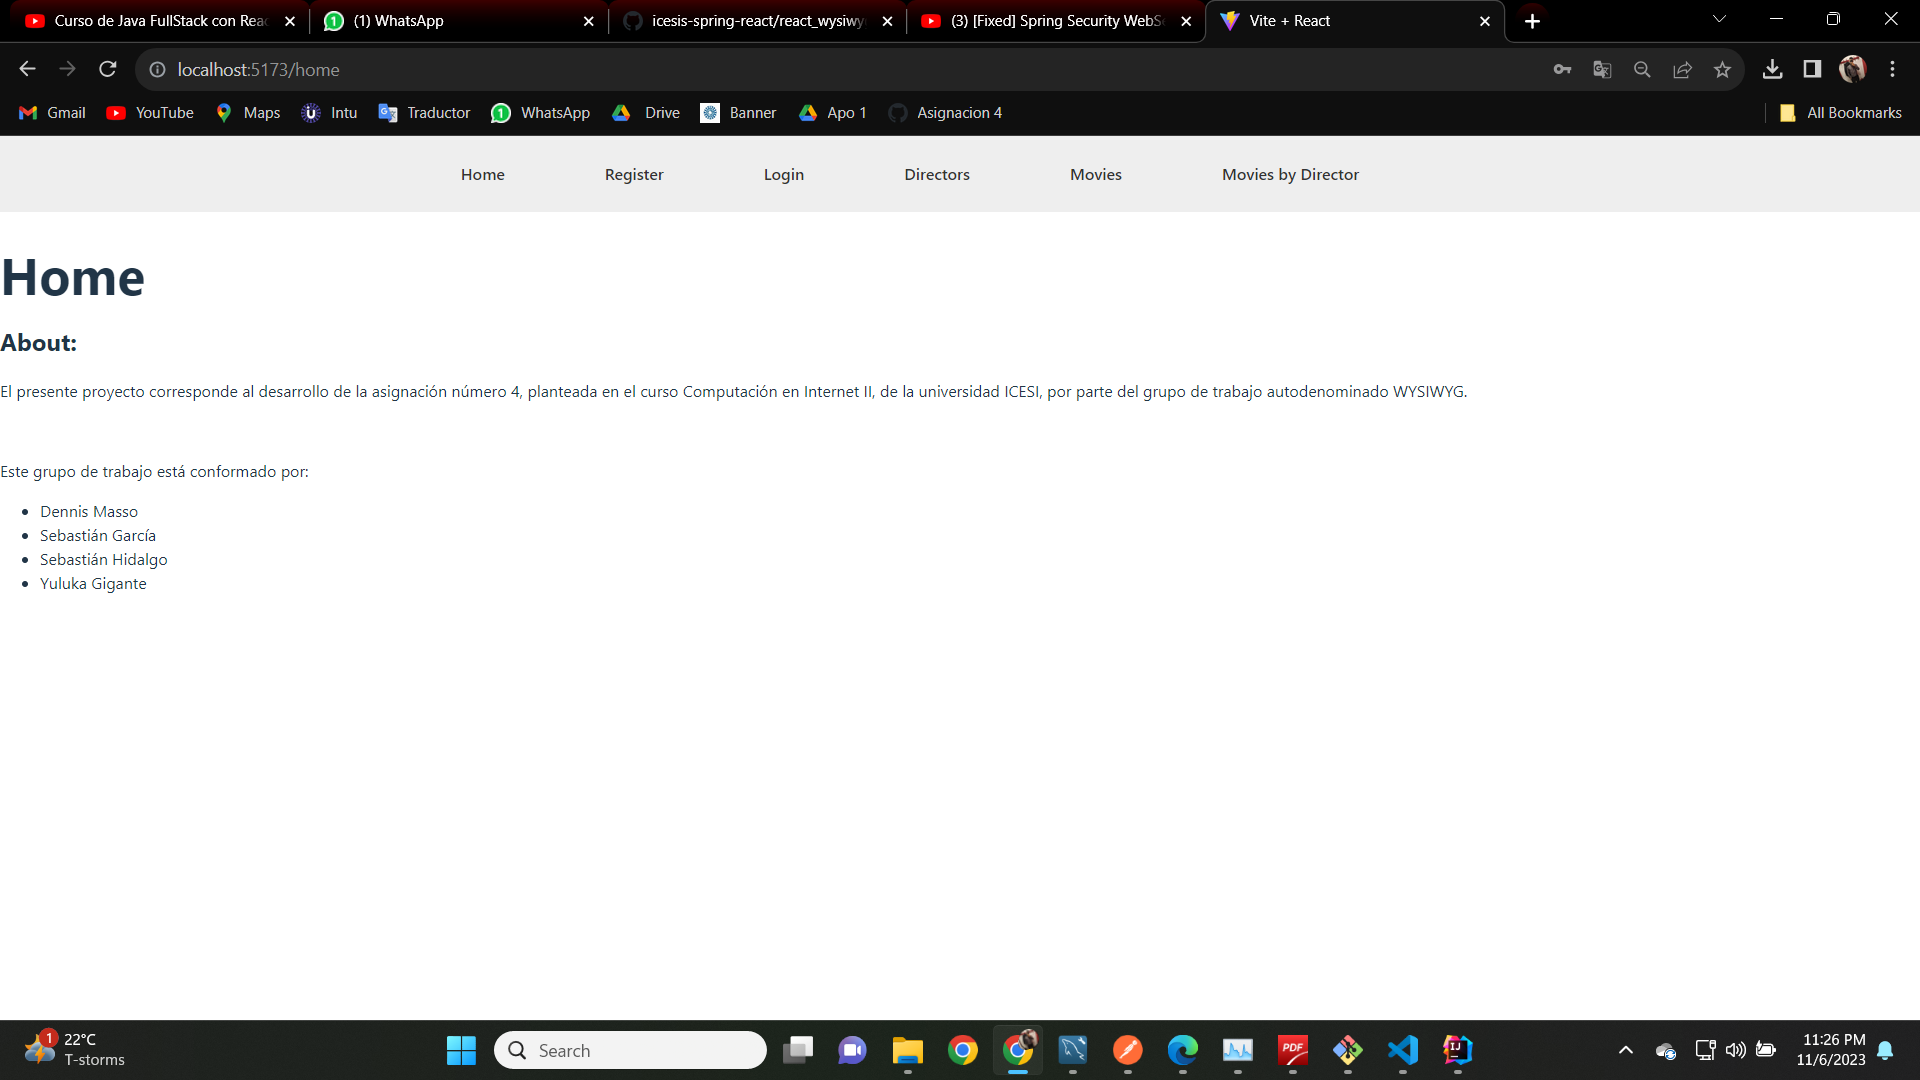 Curso de Java FullStack con Reac
(1) WhatsApp
icesis-spring-react/react_wysiwy
(3) [Fixed] Spring Security WebSe
Vite + React
localhost:5173/home
Gmail
YouTube
Maps
Intu
Traductor
WhatsApp
Drive
Banner
Apo 1
Asignacion 4
All Bookmarks
Home
Register
Login
Directors
Movies
Movies by Director
Home
About:
El presente proyecto corresponde al desarrollo de la asignación número 4, planteada en el curso Computación en Internet II, de la universidad ICESI, por parte del grupo de trabajo autodenominado WYSIWYG.
Este grupo de trabajo está conformado por:
Dennis Masso
Sebastián García
Sebastián Hidalgo
Yuluka Gigante
1
22°C
T-storms
Search
PDF
IJ
11:26 PM
11/6/2023